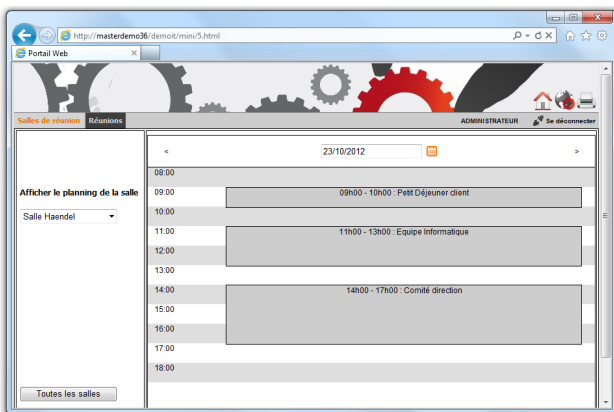 http://masterdemo36/demoit/mini/5.html
Portail Web
Salles de réunion Réunions
ADMINISTRATEUR Se déconnecter
< 23/10/2012 >
08:00
Afficher le planning de la salle
09:00 09h00 - 10h00 : Petit Déjeuner client
Salle Haendel
10:00
11:00 11h00 - 13h00 : Equipe Informatique
12:00
13:00
14:00 14h00 - 17h00 : Comité direction
15:00
16:00
17:00
18:00
Toutes les salles